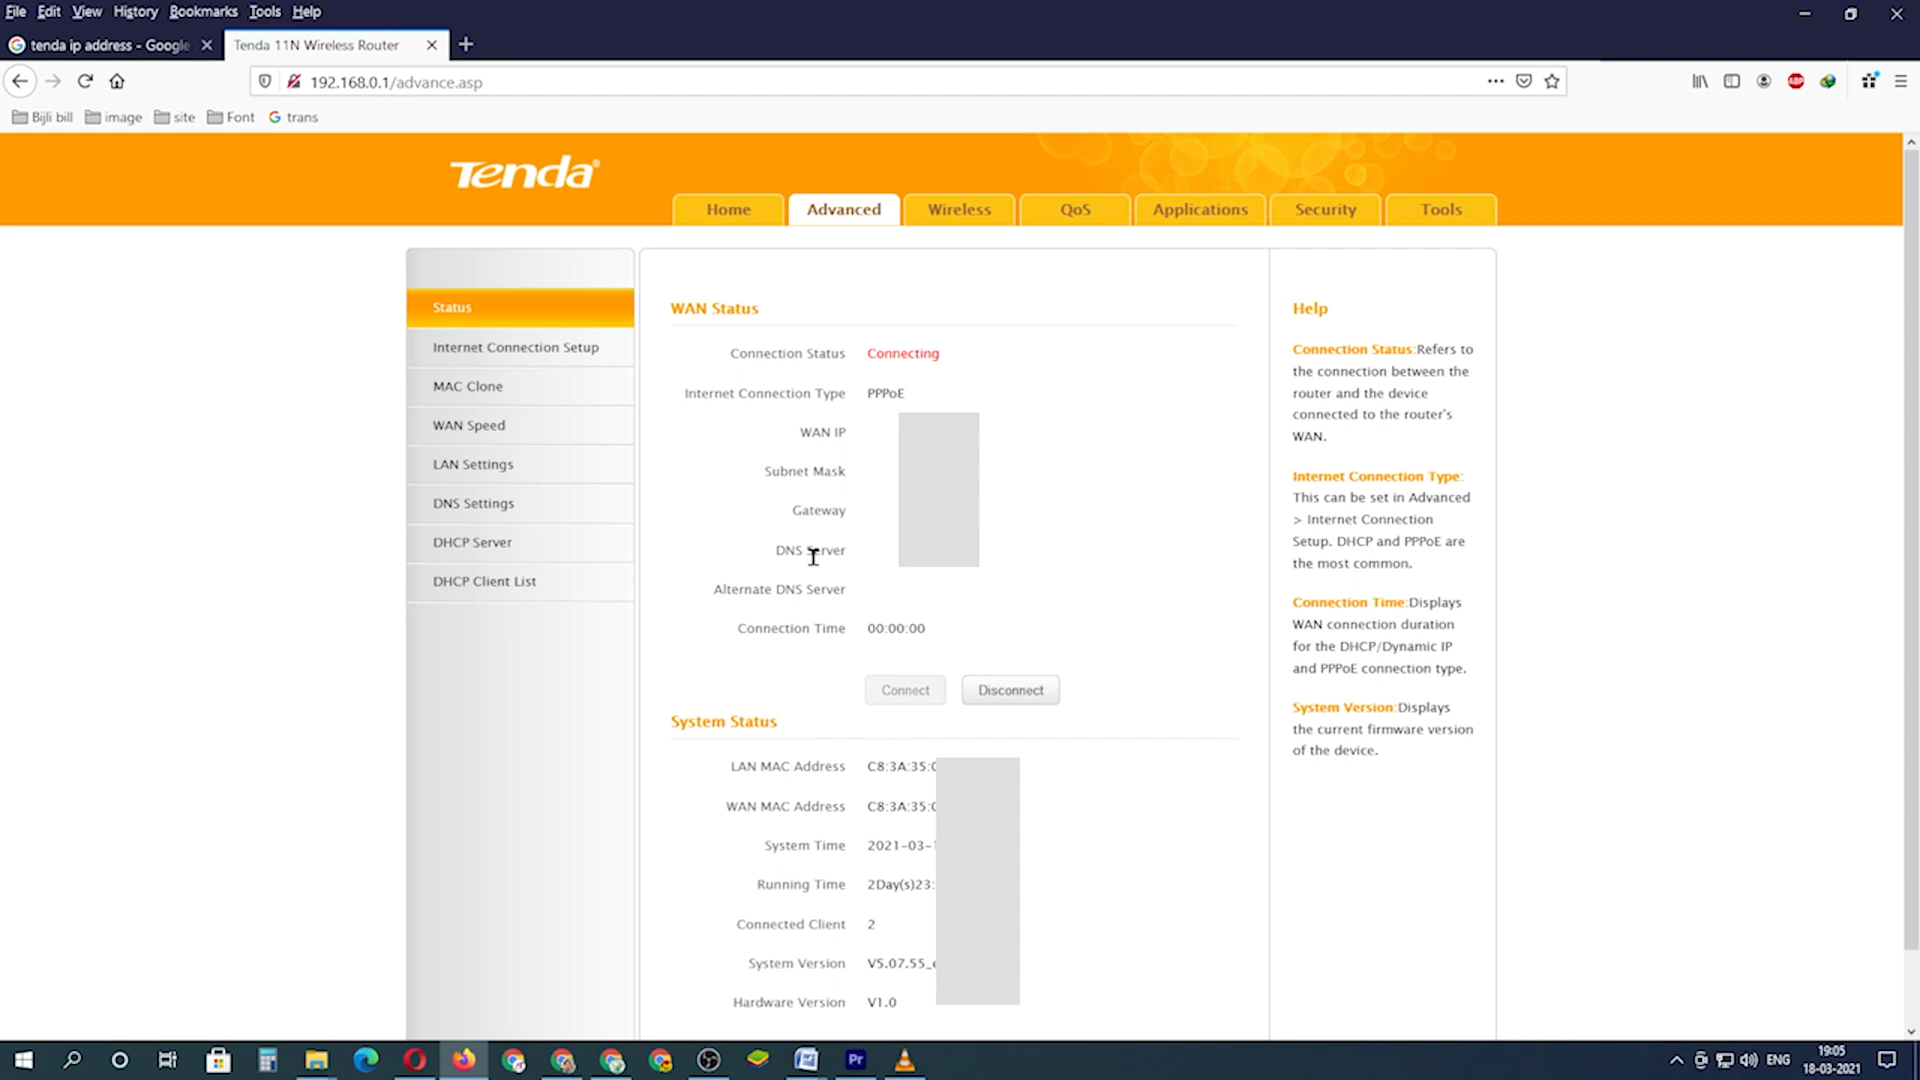 File Edit View History Bookmarks Tools Help
tenda ip address - Google
Tenda 11N Wireless Router
192.168.0.1/advance.asp
Bijli bill image site Font trans
Tenda
Home Advanced Wireless QoS Applications Security Tools
Status
Internet Connection Setup
MAC Clone
WAN Speed
LAN Settings
DNS Settings
DHCP Server
DHCP Client List
WAN Status
Connection Status Connecting
Internet Connection Type PPPoE
WAN IP
Subnet Mask
Gateway
DNS Server
Alternate DNS Server
Connection Time 00:00:00
Connect Disconnect
System Status
LAN MAC Address C8:3A:35:
WAN MAC Address C8:3A:35:
System Time 2021-03-
Running Time 2Day(s)23:
Connected Client 2
System Version V5.07.55_
Hardware Version V1.0
Help
Connection Status:Refers to
the connection between the
router and the device
connected to the router's
WAN.
Internet Connection Type:
This can be set in Advanced
> Internet Connection
Setup. DHCP and PPPoE are
the most common.
Connection Time:Displays
WAN connection duration
for the DHCP/Dynamic IP
and PPPoE connection type.
System Version:Displays
the current firmware version
of the device.
ABP
Pr
ENG
19:05
18-03-2021